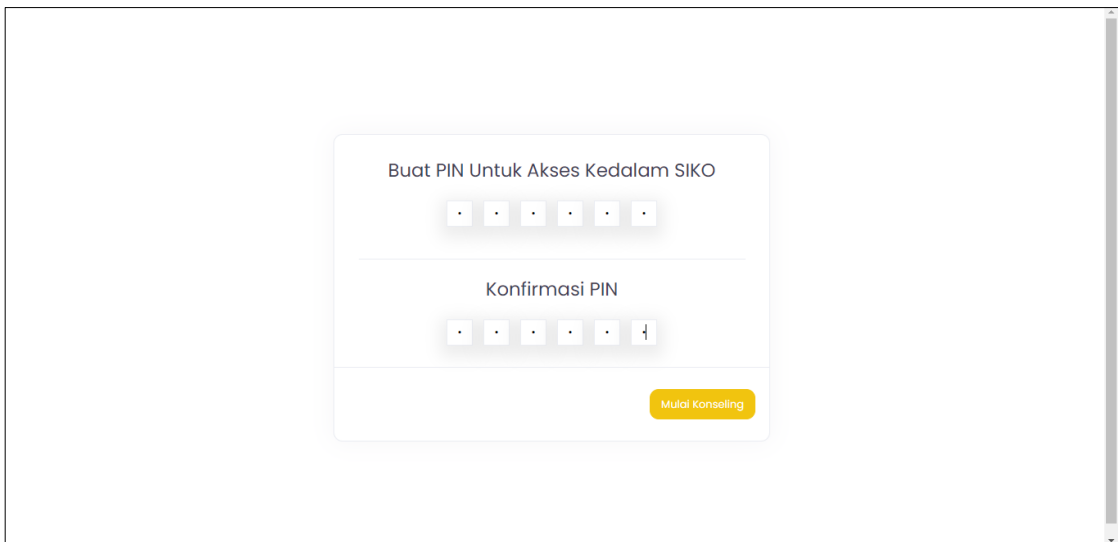 Buat PIN Untuk Akses Kedalam SIKO
Konfirmasi PIN
Mulai Konseling